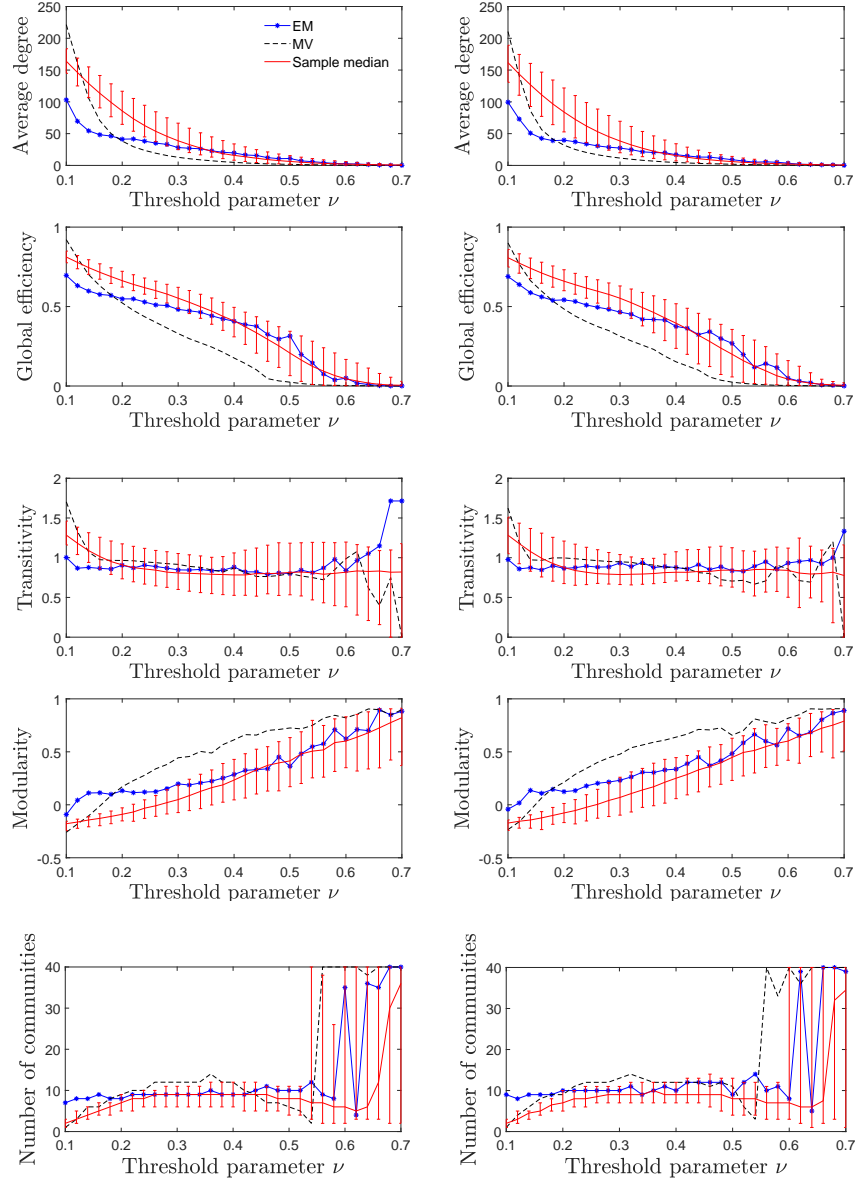 Average degree
250
200
150
100
50
0
EM
MV
Sample median
0.1 0.2 0.3 0.4 0.5 0.6 0.7
Threshold parameter ν
Average degree
250
200
150
100
50
0
0.1 0.2 0.3 0.4 0.5 0.6 0.7
Threshold parameter ν
Global efficiency
1
0.5
0
0.1 0.2 0.3 0.4 0.5 0.6 0.7
Threshold parameter ν
Global efficiency
1
0.5
0
0.1 0.2 0.3 0.4 0.5 0.6 0.7
Threshold parameter ν
Transitivity
2
1.5
1
0.5
0
0.1 0.2 0.3 0.4 0.5 0.6 0.7
Threshold parameter ν
Transitivity
2
1.5
1
0.5
0
0.1 0.2 0.3 0.4 0.5 0.6 0.7
Threshold parameter ν
Modularity
1
0.5
0
-0.5
0.1 0.2 0.3 0.4 0.5 0.6 0.7
Threshold parameter ν
Modularity
1
0.5
0
-0.5
0.1 0.2 0.3 0.4 0.5 0.6 0.7
Threshold parameter ν
Number of communities
40
30
20
10
0
0.1 0.2 0.3 0.4 0.5 0.6 0.7
Threshold parameter ν
Number of communities
40
30
20
10
0
0.1 0.2 0.3 0.4 0.5 0.6 0.7
Threshold parameter ν